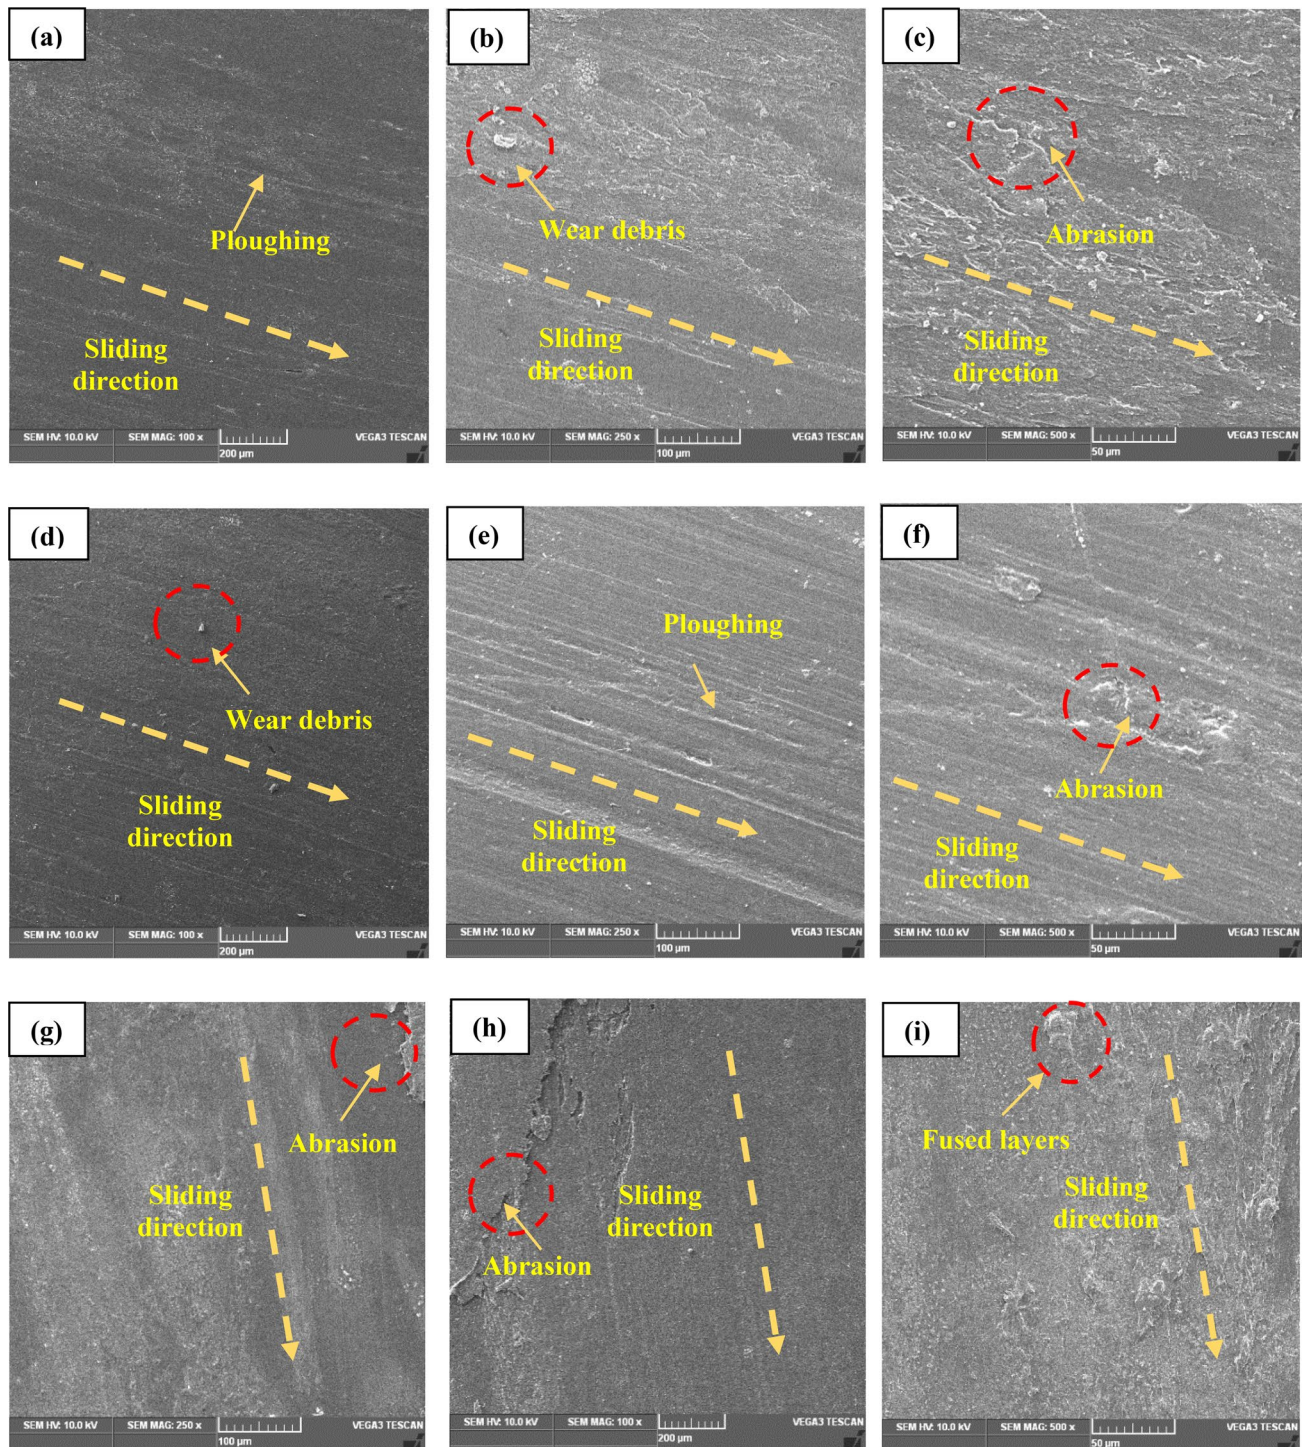 (a)
Ploughing
Sliding
direction
SEM HV: 10.0 kV SEM MAG: 100 x VEGA3 TESCAN
200 µm
(b)
Wear debris
Sliding
direction
SEM HV: 10.0 kV SEM MAG: 250 x VEGA3 TESCAN
100 µm
(c)
Abrasion
Sliding
direction
SEM HV: 10.0 kV SEM MAG: 500 x VEGA3 TESCAN
50 µm
(d)
Wear debris
Sliding
direction
SEM HV: 10.0 kV SEM MAG: 100 x VEGA3 TESCAN
200 µm
(e)
Ploughing
Sliding
direction
SEM HV: 10.0 kV SEM MAG: 250 x VEGA3 TESCAN
100 µm
(f)
Abrasion
Sliding
direction
SEM HV: 10.0 kV SEM MAG: 500 x VEGA3 TESCAN
50 µm
(g)
Abrasion
Sliding
direction
SEM HV: 10.0 kV SEM MAG: 250 x VEGA3 TESCAN
100 µm
(h)
Sliding
direction
Abrasion
SEM HV: 10.0 kV SEM MAG: 100 x VEGA3 TESCAN
200 µm
(i)
Fused layers
Sliding
direction
SEM HV: 10.0 kV SEM MAG: 500 x VEGA3 TESCAN
50 µm